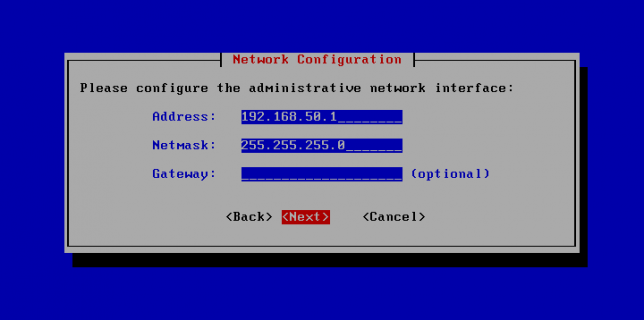 Network Configuration
Please configure the administrative network interface:
Address: 192.168.50.1________
Netmask: 255.255.255.0_______
Gateway: ____________________ (optional)
<Back> <Next> <Cancel>